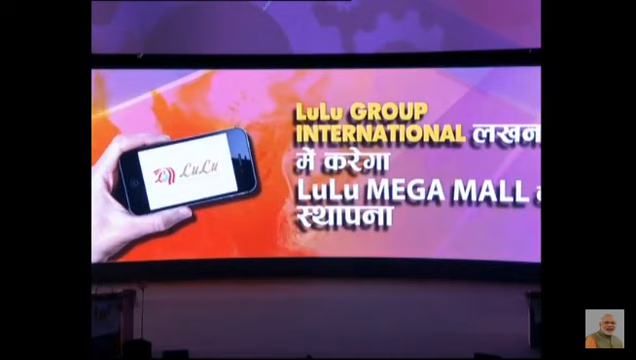 LuLu
LuLu GROUP
INTERNATIONAL
में करेगा
LuLu MEGA MALL
स्थापना